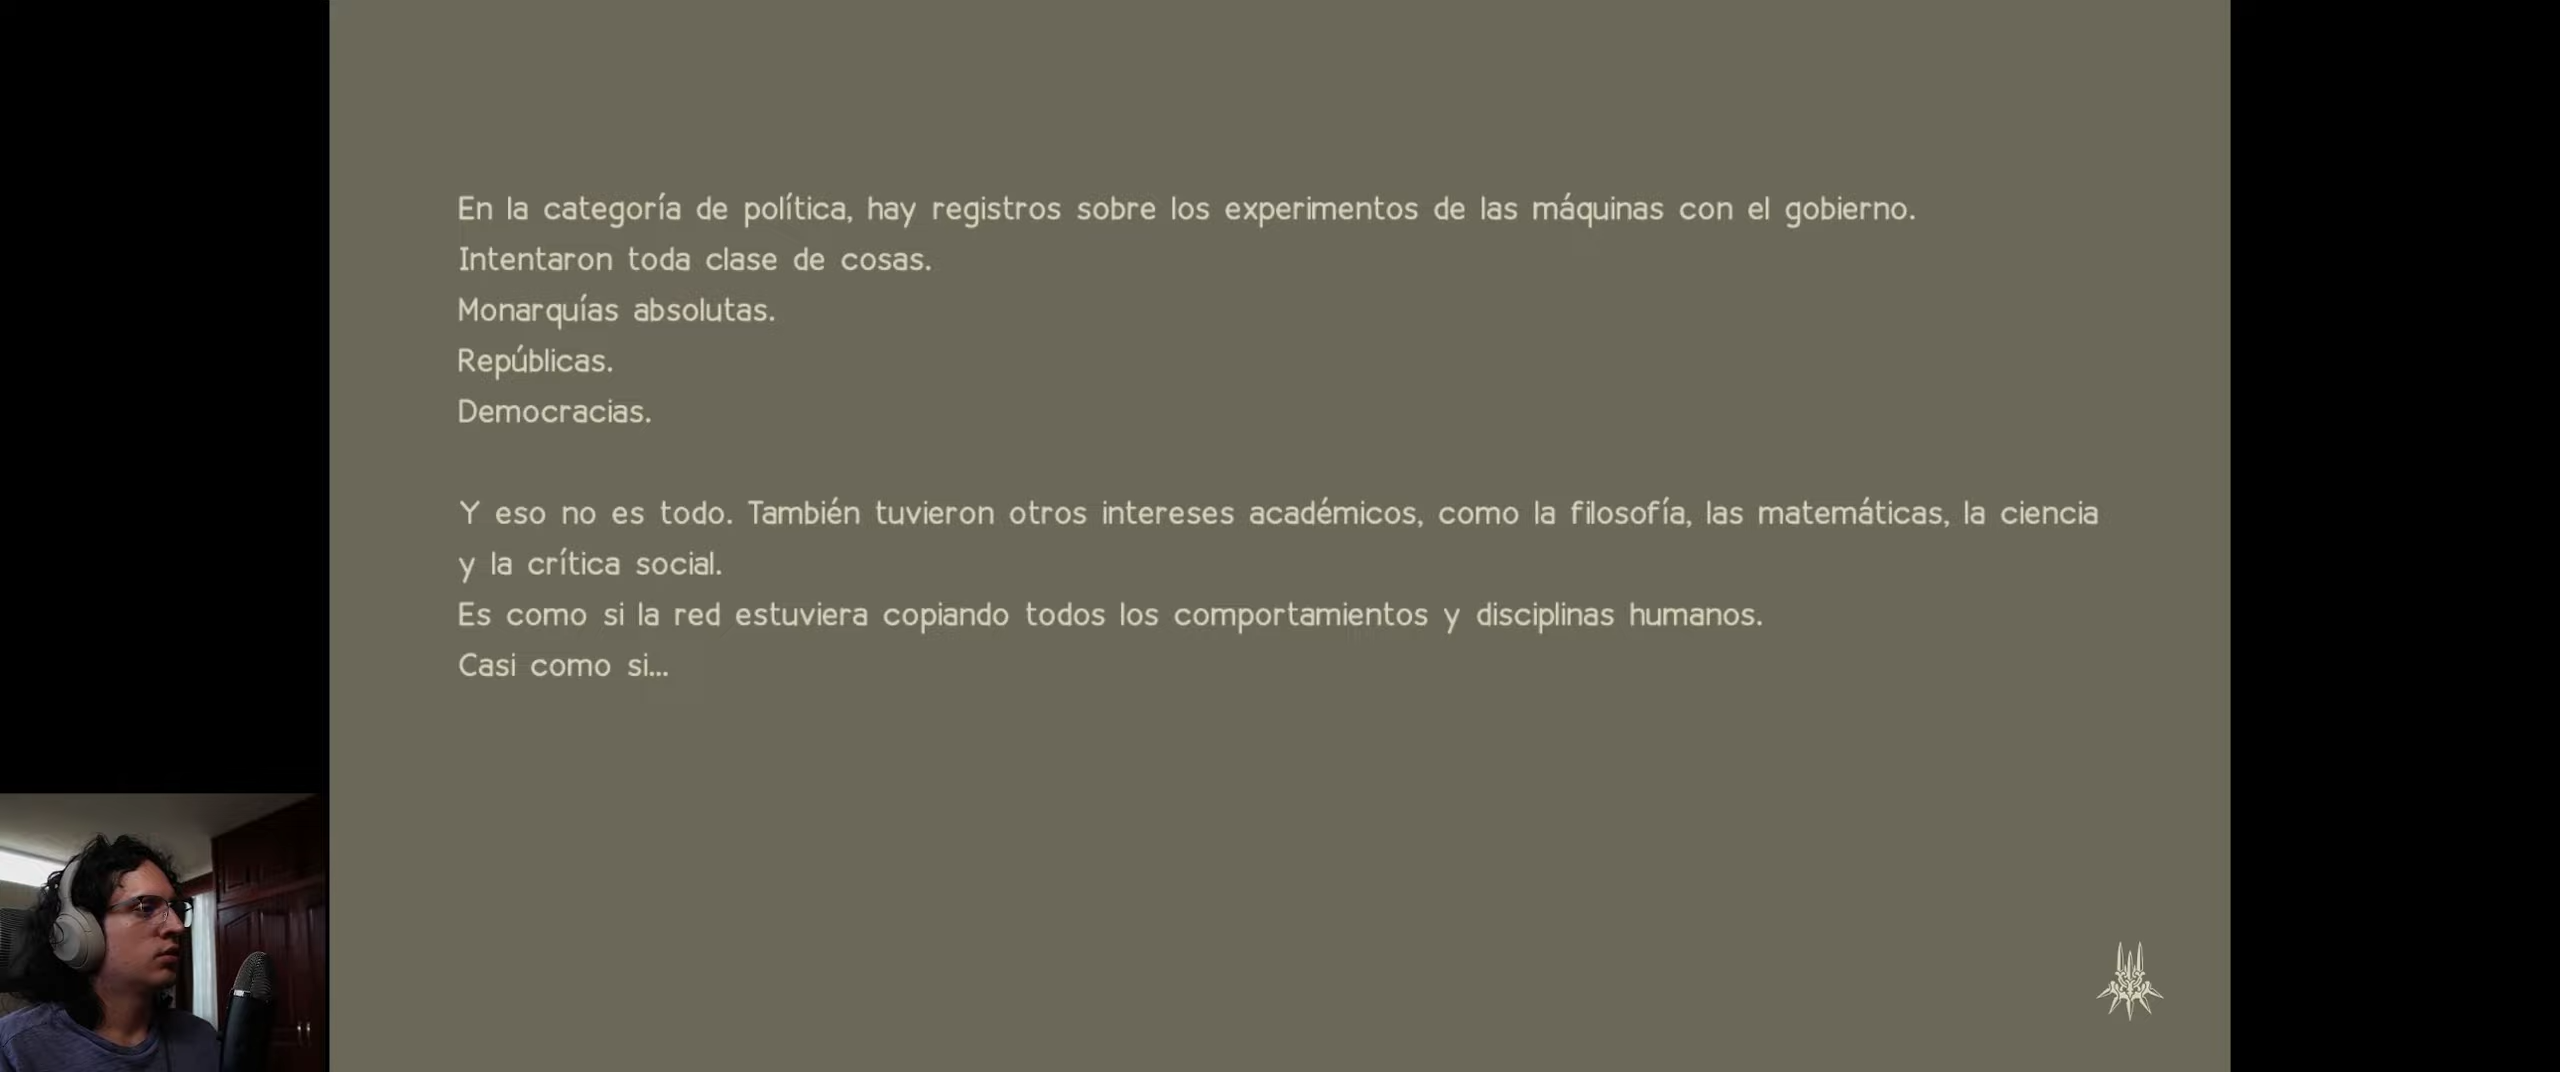 En la categoría de política, hay registros sobre los experimentos de las máquinas con el gobierno.
Intentaron toda clase de cosas.
Monarquías absolutas.
Repúblicas.
Democracias.
Y eso no es todo. También tuvieron otros intereses académicos, como la filosofía, las matemáticas, la ciencia
y la crítica social.
Es como si la red estuviera copiando todos los comportamientos y disciplinas humanos.
Casi como si...